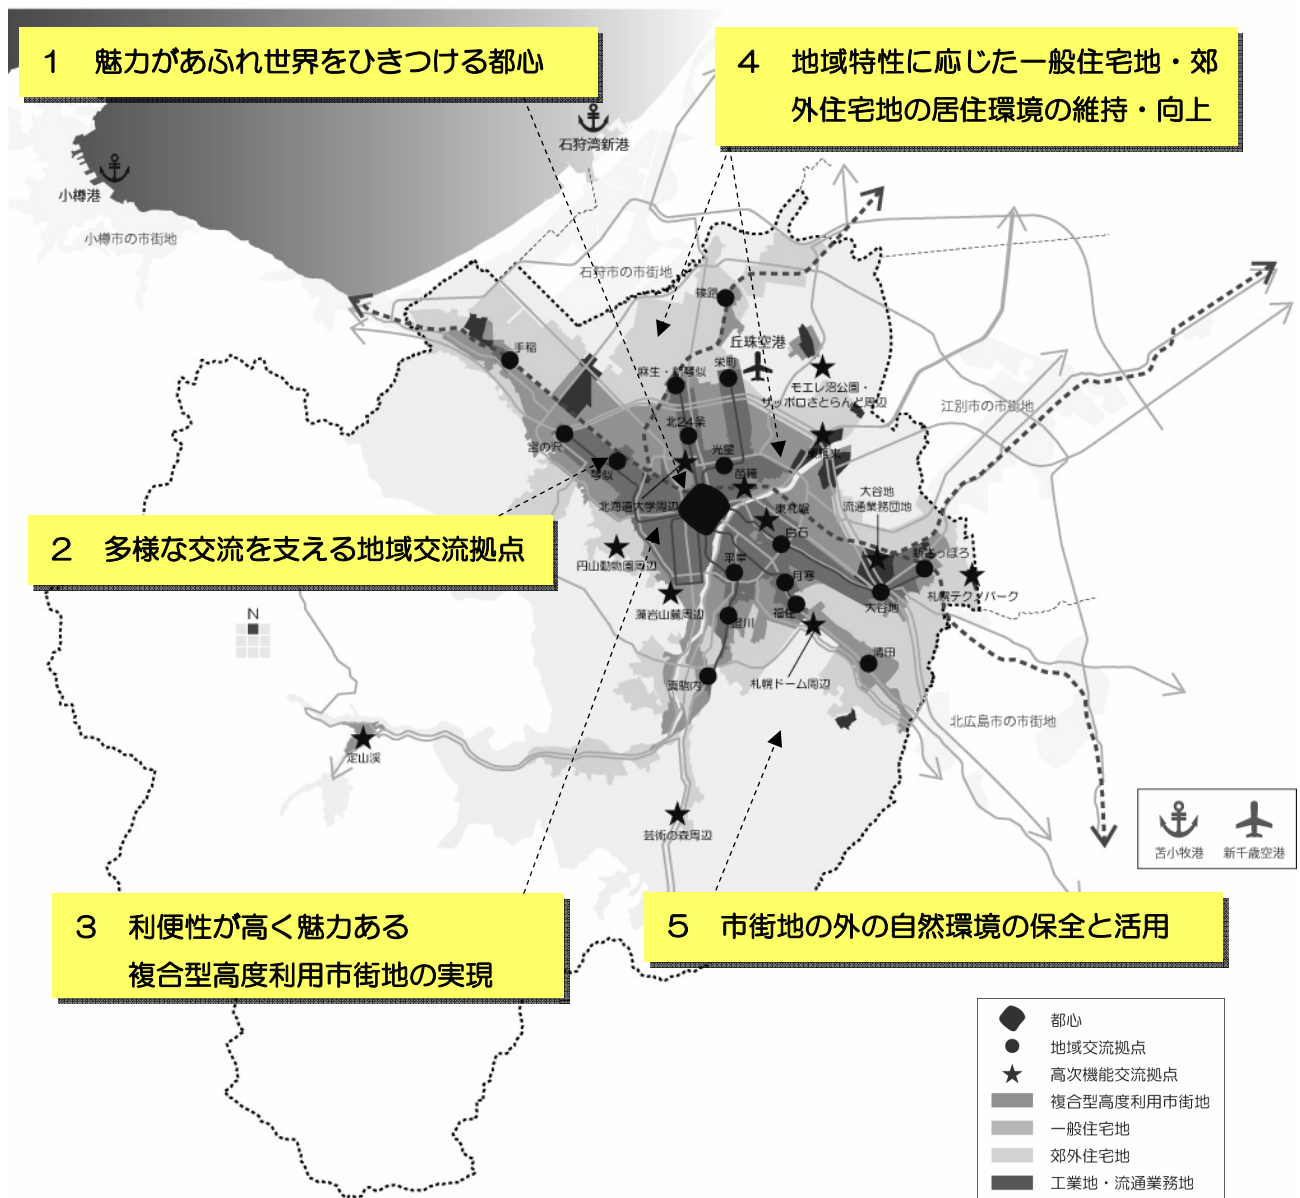 1　魅力があふれ世界をひきつける都心
4　地域特性に応じた一般住宅地・郊
外住宅地の居住環境の維持・向上
石狩湾新港
小樽港
小樽市の市街地
石狩市の市街地
篠路
丘珠空港
手稲
栄町
麻生・新琴似
モエレ沼公園・
サッポロさとらんど周辺
江別市の市街地
北24条
宮の沢
光星
琴似
苗穂
大谷地
流通業務団地
北海道大学周辺
東札幌
白石
2　多様な交流を支える地域交流拠点
新さっぽろ
円山動物園周辺
平岸
月寒
札幌テクノパーク
藻岩山麓周辺
福住
大谷地
澄川
N
清田
真駒内
札幌ドーム周辺
北広島市の市街地
定山渓
芸術の森周辺
苫小牧港
新千歳空港
3　利便性が高く魅力ある
複合型高度利用市街地の実現
5　市街地の外の自然環境の保全と活用
都心
地域交流拠点
高次機能交流拠点
複合型高度利用市街地
一般住宅地
郊外住宅地
工業地・流通業務地